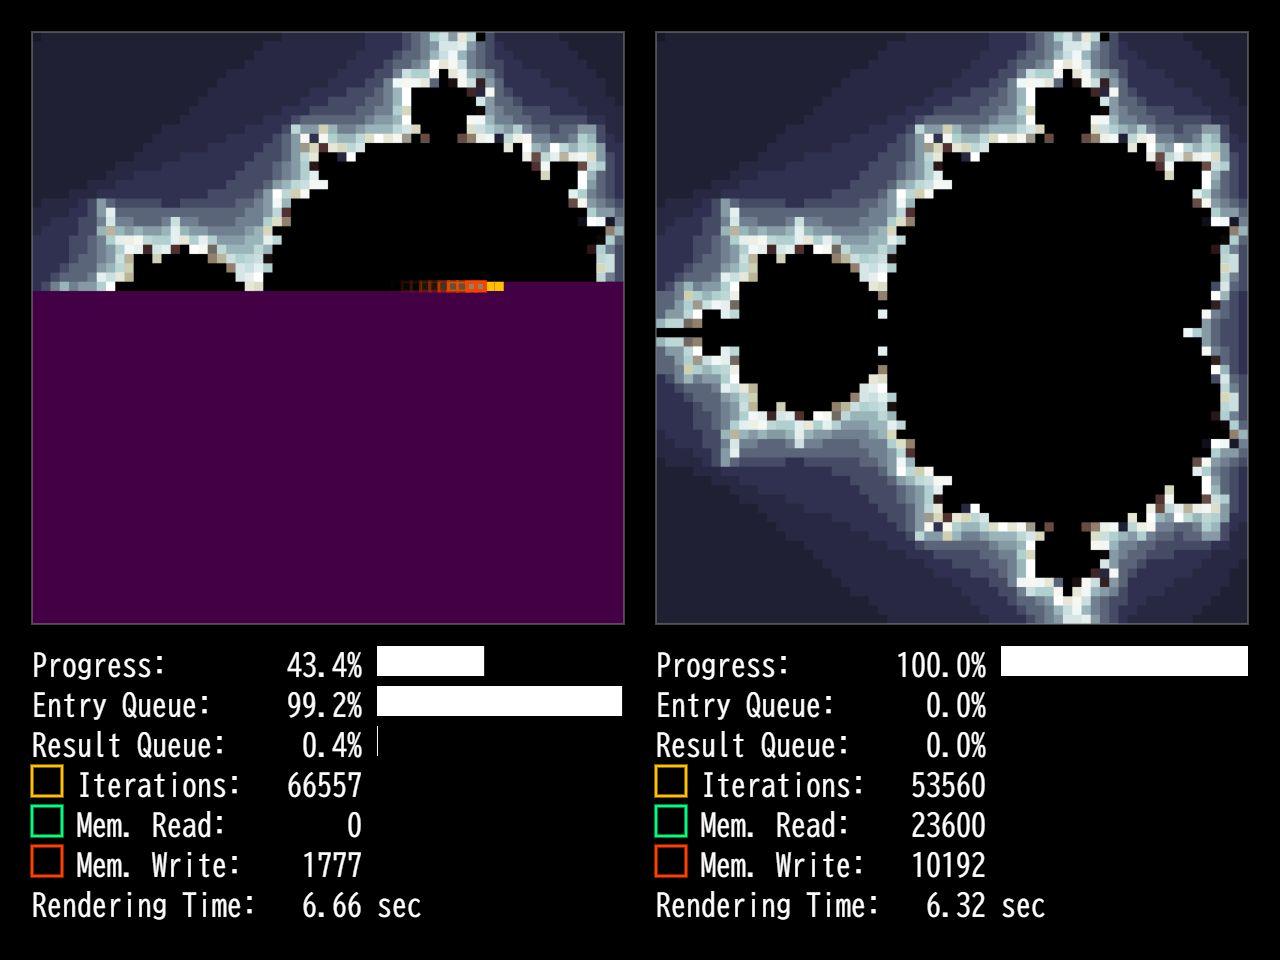 Progress: 43.4%
Entry Queue: 99.2%
Result Queue: 0.4%
Iterations: 66557
Mem. Read: 0
Mem. Write: 1777
Rendering Time: 6.66 sec
Progress: 100.0%
Entry Queue: 0.0%
Result Queue: 0.0%
Iterations: 53560
Mem. Read: 23600
Mem. Write: 10192
Rendering Time: 6.32 sec